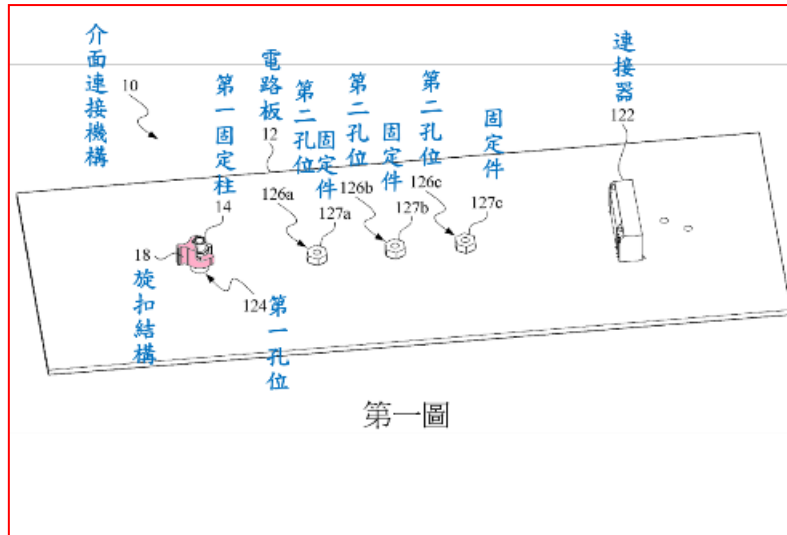 介面連接機構
10
第一固定柱
14
電路板
12
第二孔位
126a
固定件
127a
第二孔位
126b
固定件
127b
第二孔位
126c
固定件
127c
連接器
122
18
旋扣結構
124
第一孔位
第一圖